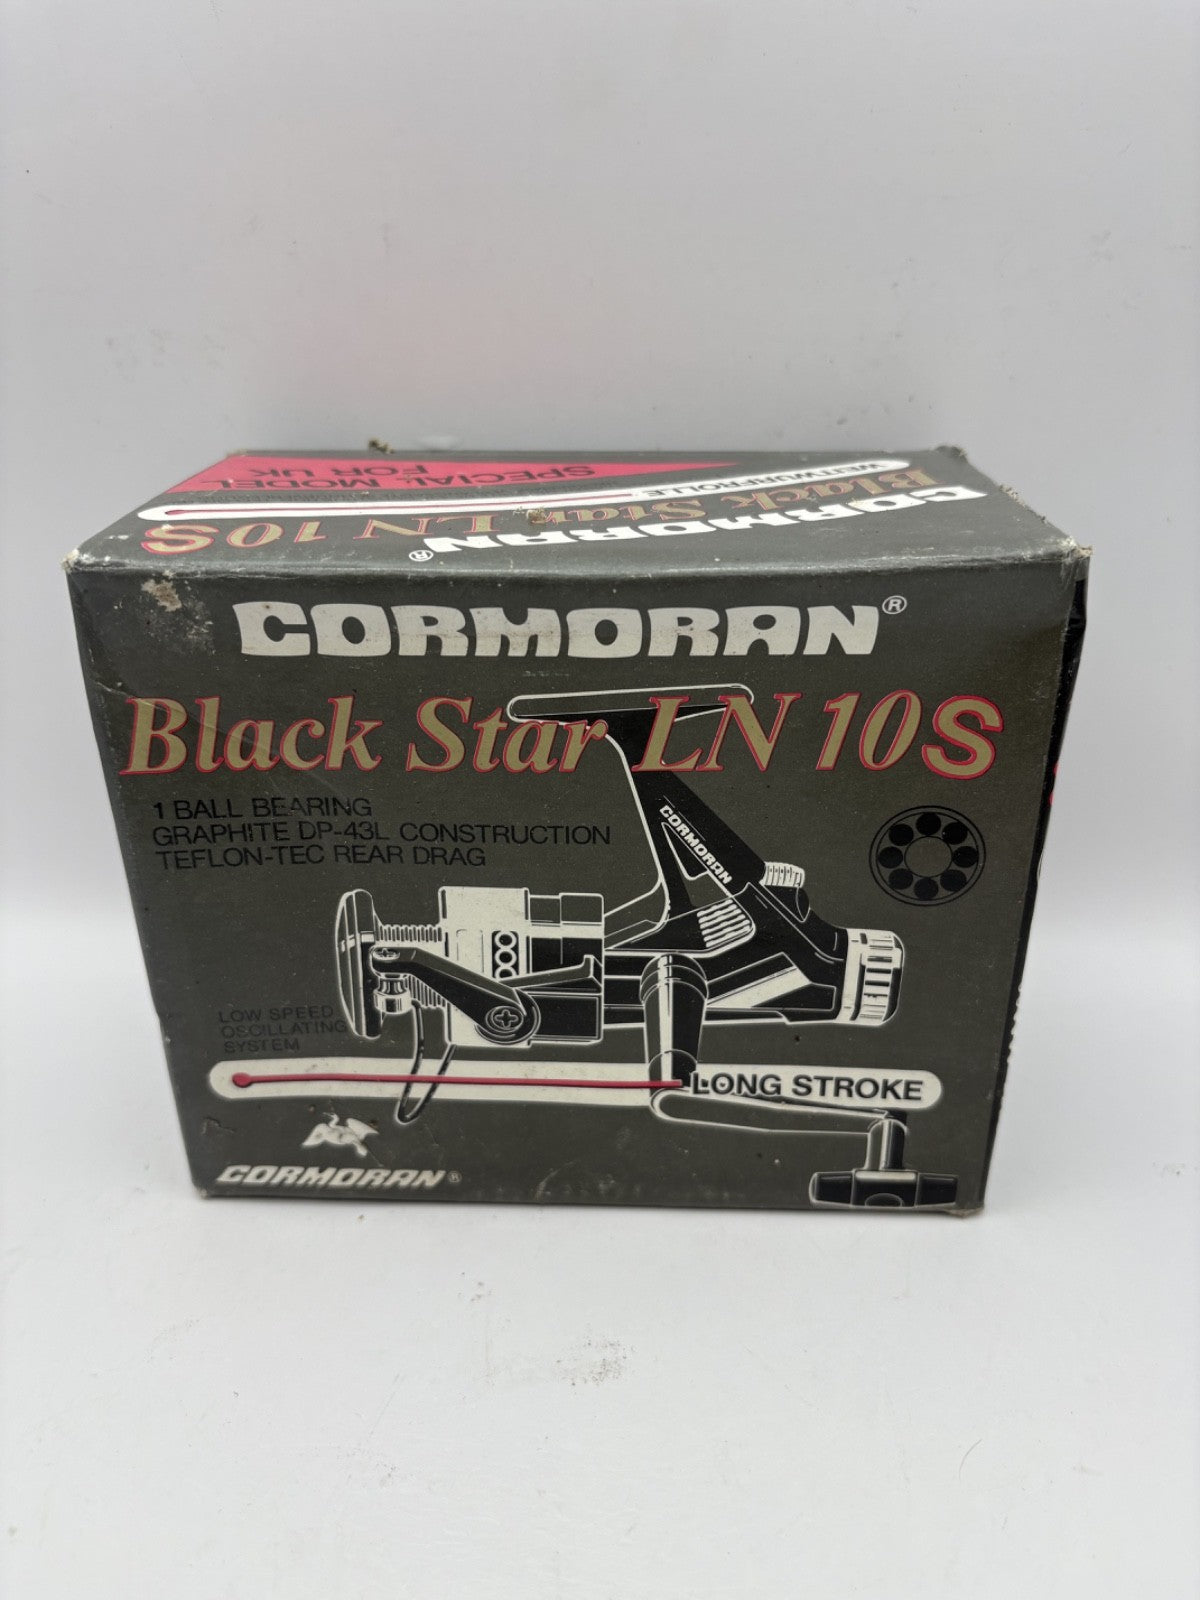 SPECIAL MODEL
FOR UK
WEITWURFROLLE
Black Star LN 10S
CORMORAN®
CORMORAN®
Black Star LN 10S
1 BALL BEARING
GRAPHITE DP-43L CONSTRUCTION
TEFLON-TEC REAR DRAG
CORMORAN
LOW SPEED
OSCILLATING
SYSTEM
LONG STROKE
CORMORAN®